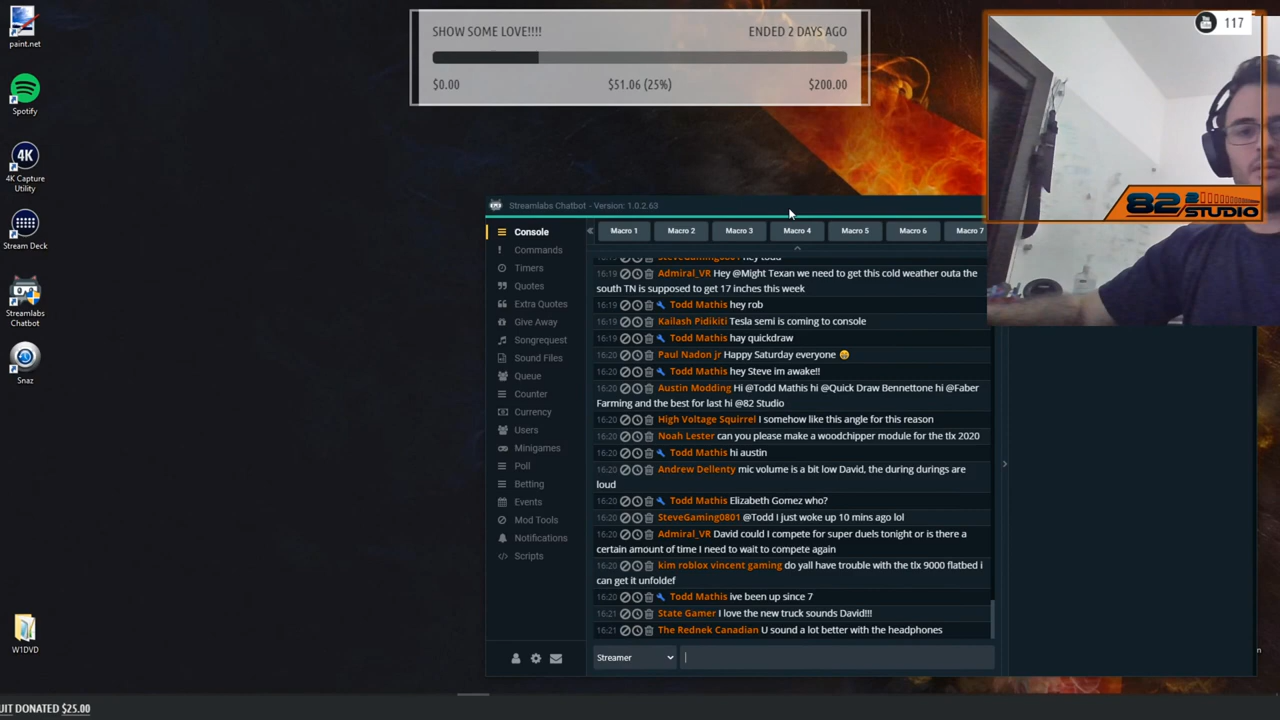 paint.net
Spotify
4K
4K Capture
Utility
Stream Deck
Streamlabs
Chatbot
Snaz
W1DVD
SHOW SOME LOVE!!!! ENDED 2 DAYS AGO
$0.00 $51.06 (25%) $200.00
117
82 STUDIO
Streamlabs Chatbot - Version: 1.0.2.63
Console
Commands
Timers
Quotes
Extra Quotes
Give Away
Songrequest
Sound Files
Queue
Counter
Currency
Users
Minigames
Poll
Betting
Events
Mod Tools
Notifications
Scripts
Macro 1 Macro 2 Macro 3 Macro 4 Macro 5 Macro 6 Macro 7
16:19 Admiral_VR Hey @Might Texan we need to get this cold weather outa the
south TN is supposed to get 17 inches this week
16:19 Todd Mathis hey rob
16:19 Kailash Pidikiti Tesla semi is coming to console
16:19 Todd Mathis hay quickdraw
16:20 Paul Nadon jr Happy Saturday everyone 😄
16:20 Todd Mathis hey Steve im awake!!
16:20 Austin Modding Hi @Todd Mathis hi @Quick Draw Bennettone hi @Faber
Farming and the best for last hi @82 Studio
16:20 High Voltage Squirrel I somehow like this angle for this reason
16:20 Noah Lester can you please make a woodchipper module for the tlx 2020
16:20 Todd Mathis hi austin
16:20 Andrew Dellenty mic volume is a bit low David, the during durings are
loud
16:20 Todd Mathis Elizabeth Gomez who?
16:20 SteveGaming0801 @Todd I just woke up 10 mins ago lol
16:20 Admiral_VR David could I compete for super duels tonight or is there a
certain amount of time I need to wait to compete again
16:20 kim roblox vincent gaming do yall have trouble with the tlx 9000 flatbed i
can get it unfoldef
16:20 Todd Mathis ive been up since 7
16:21 State Gamer I love the new truck sounds David!!!
16:21 The Rednek Canadian U sound a lot better with the headphones
Streamer
UIT DONATED $25.00